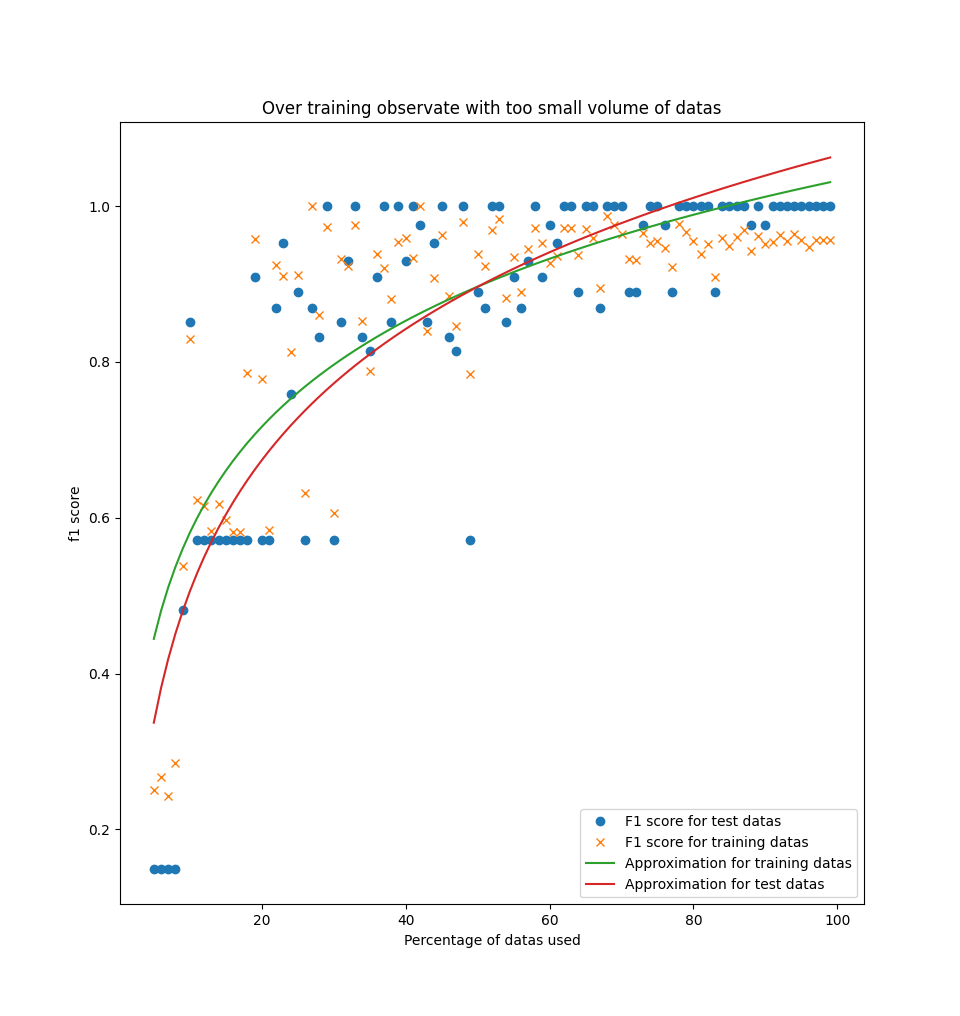 Over training observate with too small volume of datas
1.0
0.8
0.6
0.4
0.2
f1 score
20 40 60 80 100
Percentage of datas used
F1 score for test datas
F1 score for training datas
Approximation for training datas
Approximation for test datas